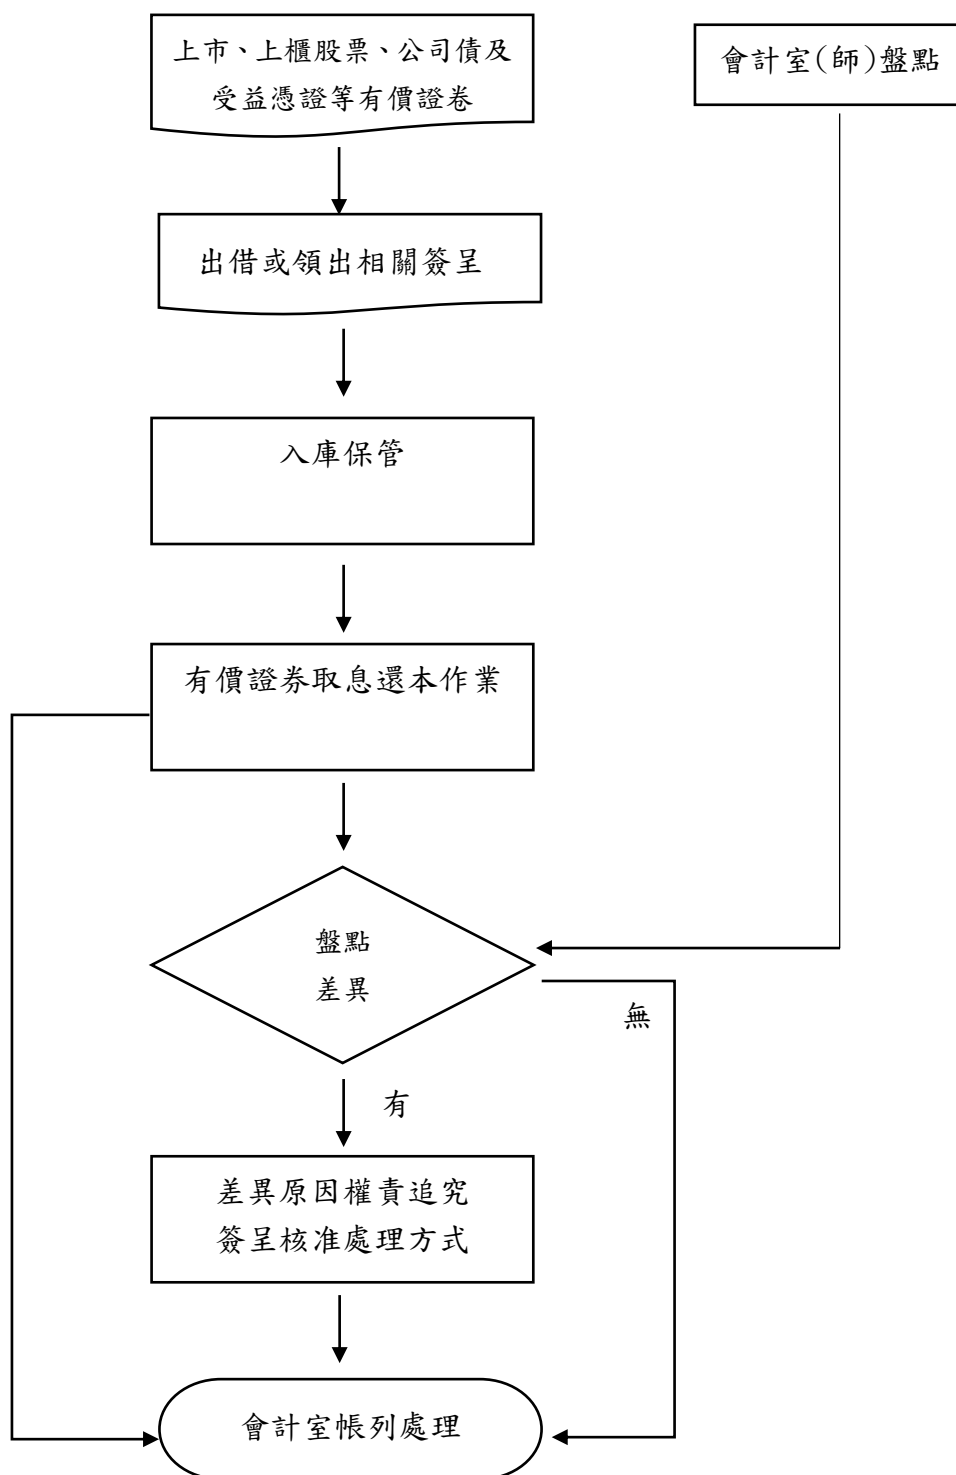 上市、上櫃股票、公司債及
受益憑證等有價證卷
會計室(師)盤點
出借或領出相關簽呈
入庫保管
有價證券取息還本作業
盤點
差異
無
有
差異原因權責追究
簽呈核准處理方式
會計室帳列處理